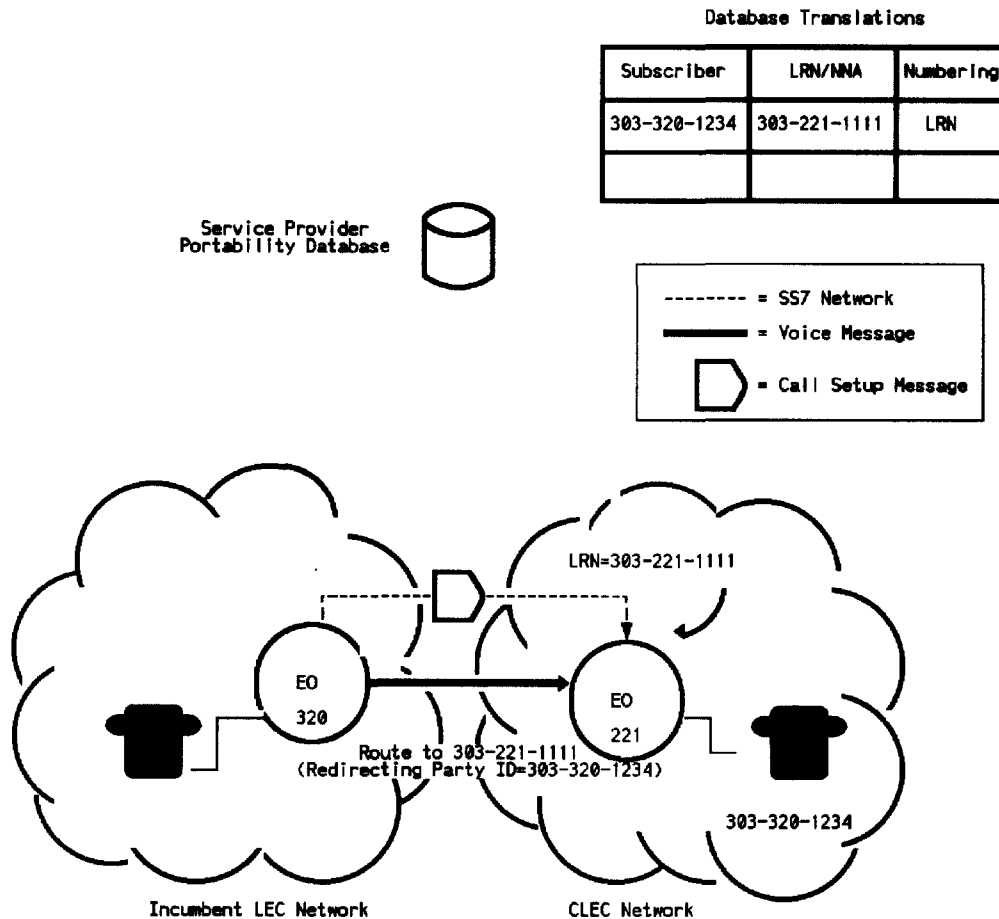 Database Translations
Subscriber LRN/NNA Numbering
303-320-1234 303-221-1111 LRN
Service Provider
Portability Database
= SS7 Network
= Voice Message
= Call Setup Message
LRN=303-221-1111
EO
320
EO
221
Route to 303-221-1111
(Redirecting Party ID=303-320-1234)
303-320-1234
Incumbent LEC Network
CLEC Network